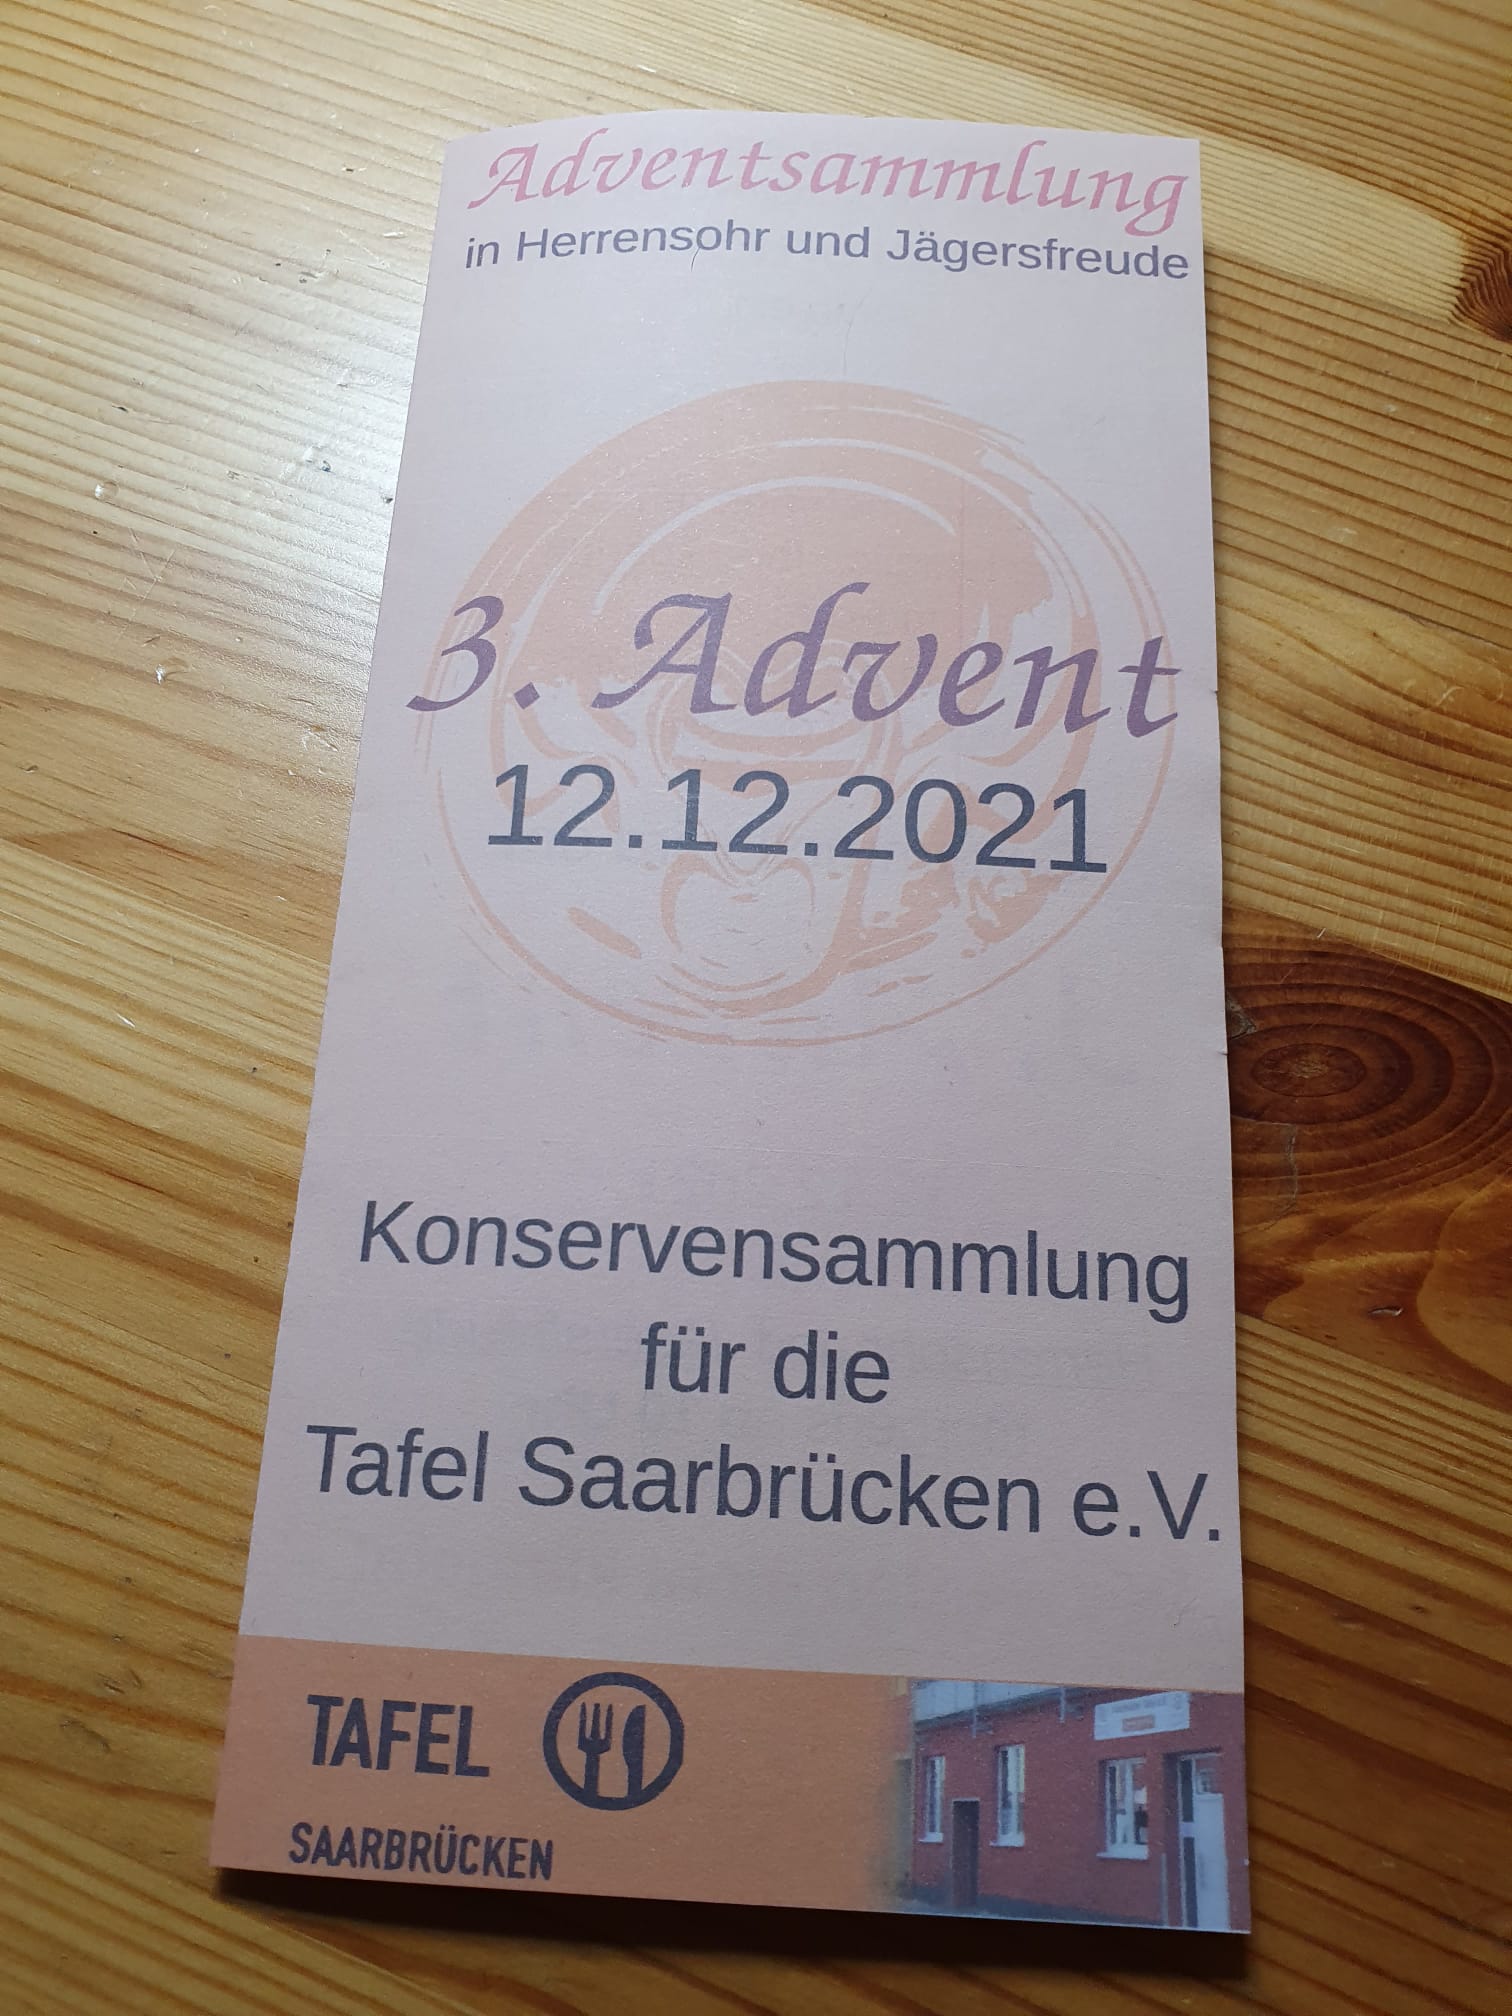 Adventsammlung
in Herrensohr und Jägersfreude
3. Advent
12.12.2021
Konservensammlung
für die
Tafel Saarbrücken e.V.
TAFEL
SAARBRÜCKEN